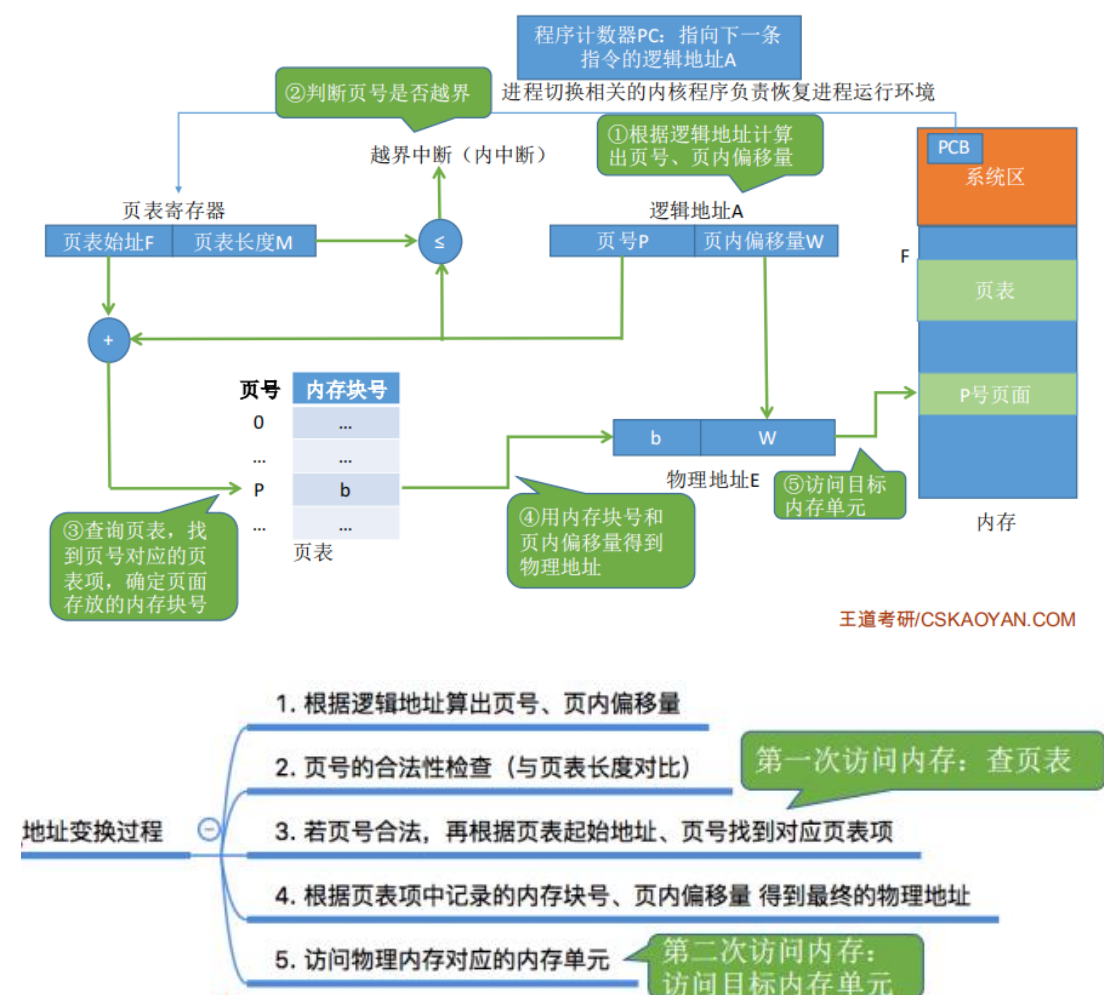 程序计数器PC：指向下一条
指令的逻辑地址A
②判断页号是否越界
进程切换相关的内核程序负责恢复进程运行环境
越界中断（内中断）
①根据逻辑地址计算
出页号、页内偏移量
PCB
系统区
页表寄存器
逻辑地址A
页表始址F
页表长度M
≤
页号P
页内偏移量W
F
页表
+
页号
内存块号
0
...
...
...
P
b
...
...
b
W
P号页面
物理地址E
⑤访问目标
内存单元
内存
③查询页表，找
到页号对应的页
表项，确定页面
存放的内存块号
页表
④用内存块号和
页内偏移量得到
物理地址
王道考研/CSKAOYAN.COM
地址变换过程
1. 根据逻辑地址算出页号、页内偏移量
2. 页号的合法性检查（与页表长度对比）
第一次访问内存：查页表
3. 若页号合法，再根据页表起始地址、页号找到对应页表项
4. 根据页表项中记录的内存块号、页内偏移量 得到最终的物理地址
5. 访问物理内存对应的内存单元
第二次访问内存：
访问目标内存单元